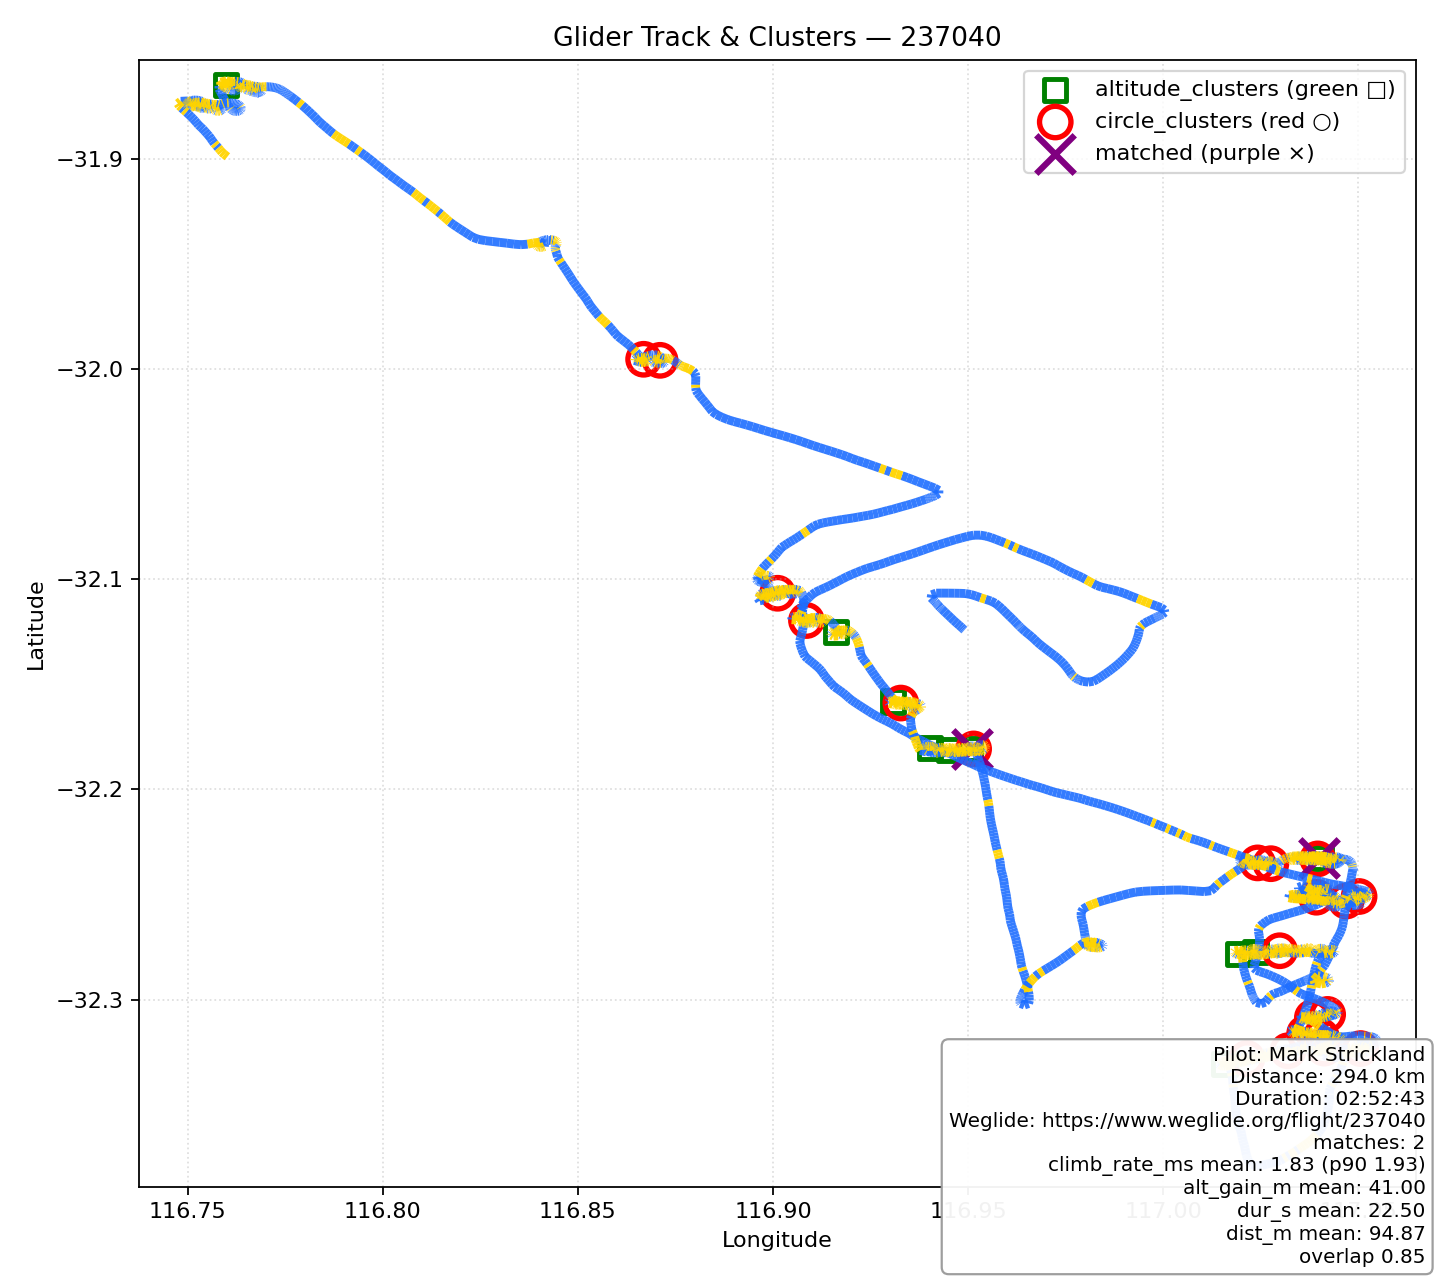 Glider Track & Clusters — 237040
altitude_clusters (green □)
circle_clusters (red ○)
matched (purple ×)
Latitude
−31.9
−32.0
−32.1
−32.2
−32.3
116.75
116.80
116.85
116.90
116.95
117.00
Longitude
Pilot: Mark Strickland
Distance: 294.0 km
Duration: 02:52:43
Weglide: https://www.weglide.org/flight/237040
matches: 2
climb_rate_ms mean: 1.83 (p90 1.93)
alt_gain_m mean: 41.00
dur_s mean: 22.50
dist_m mean: 94.87
overlap 0.85